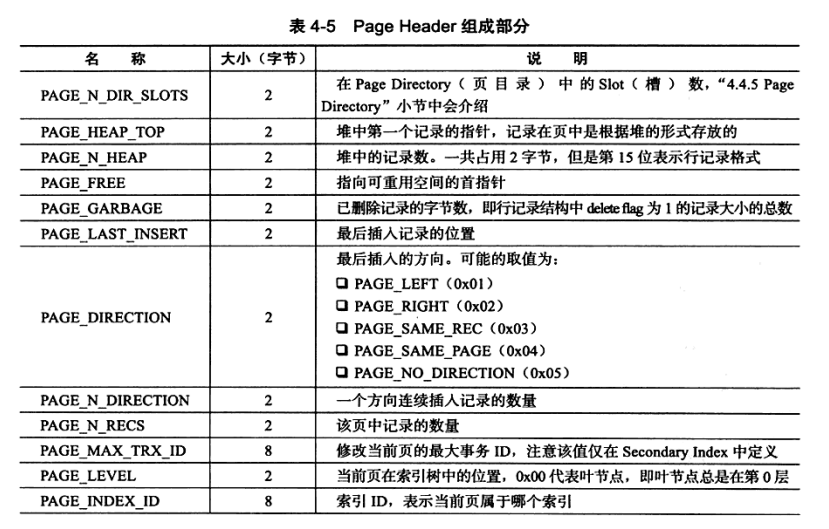 表 4-5 Page Header 组成部分
名 称 大小（字节） 说 明
PAGE_N_DIR_SLOTS 2 在 Page Directory（页目录）中的 Slot（槽）数，“4.4.5 Page
Directory”小节中会介绍
PAGE_HEAP_TOP 2 堆中第一个记录的指针，记录在页中是根据堆的形式存放的
PAGE_N_HEAP 2 堆中的记录数。一共占用 2 字节，但是第 15 位表示行记录格式
PAGE_FREE 2 指向可重用空间的首指针
PAGE_GARBAGE 2 已删除记录的字节数，即行记录结构中 delete flag 为 1 的记录大小的总数
PAGE_LAST_INSERT 2 最后插入记录的位置
PAGE_DIRECTION 2 最后插入的方向。可能的取值为：
❑ PAGE_LEFT（0x01）
❑ PAGE_RIGHT（0x02）
❑ PAGE_SAME_REC（0x03）
❑ PAGE_SAME_PAGE（0x04）
❑ PAGE_NO_DIRECTION（0x05）
PAGE_N_DIRECTION 2 一个方向连续插入记录的数量
PAGE_N_RECS 2 该页中记录的数量
PAGE_MAX_TRX_ID 8 修改当前页的最大事务 ID，注意该值仅在 Secondary Index 中定义
PAGE_LEVEL 2 当前页在索引树中的位置，0x00 代表叶节点，即叶节点总是在第 0 层
PAGE_INDEX_ID 8 索引 ID，表示当前页属于哪个索引